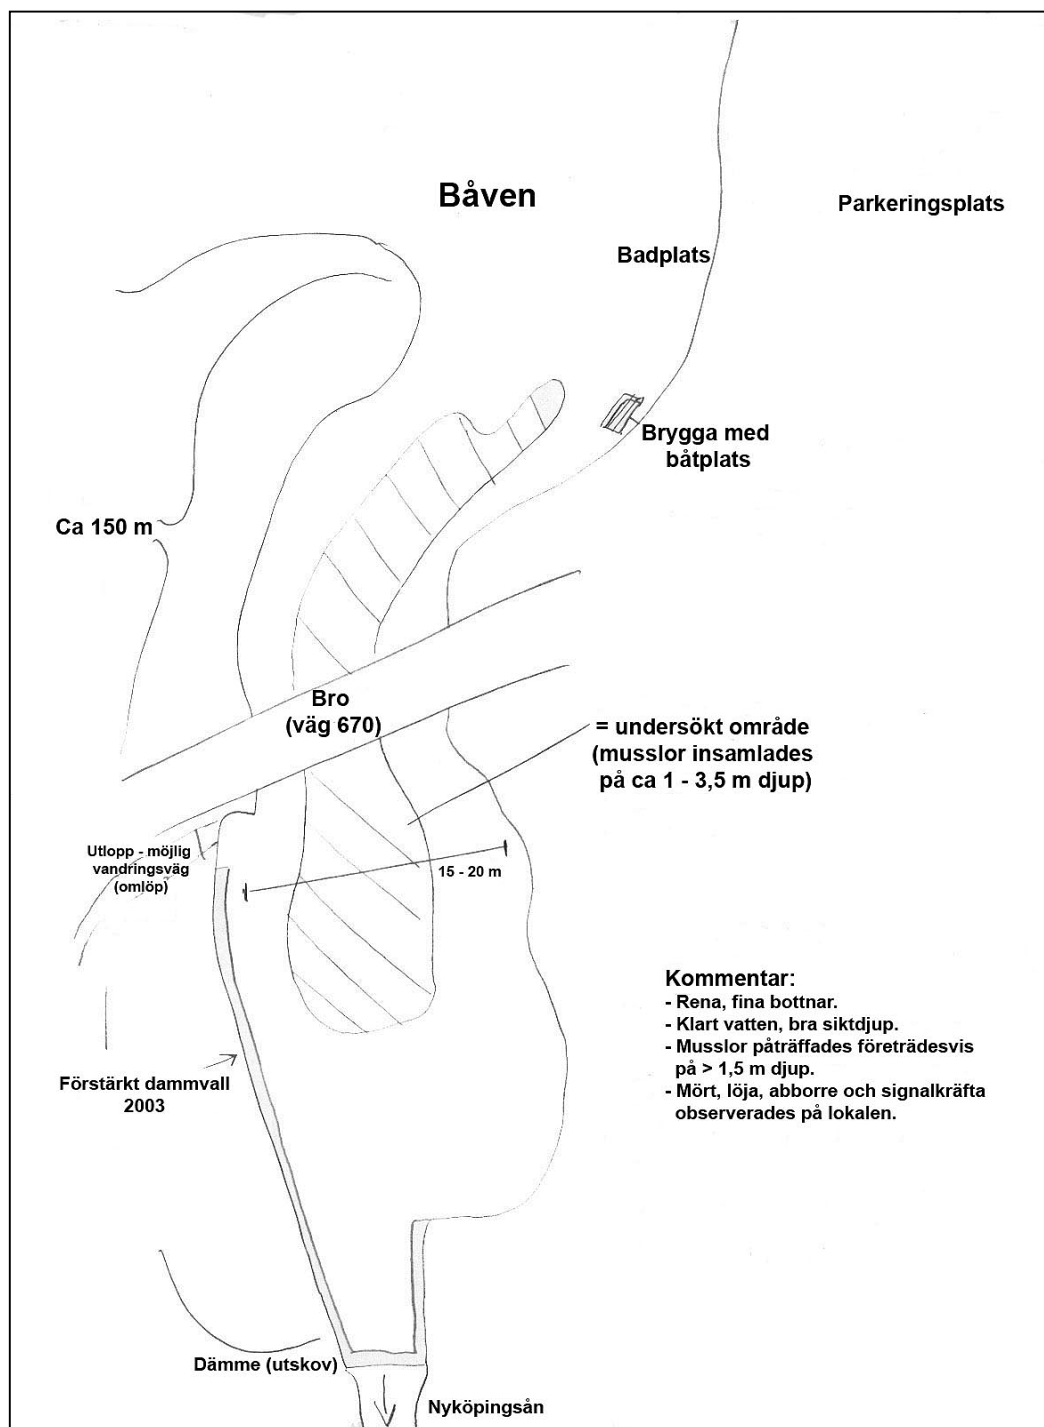 Båven
Parkeringsplats
Badplats
Brygga med
båtplats
Ca 150 m
Bro
(väg 670)
= undersökt område
(musslor insamlades
på ca 1 - 3,5 m djup)
Utlopp - möjlig
vandringsväg
(omlöp)
15 - 20 m
Kommentar:
- Rena, fina bottnar.
- Klart vatten, bra siktdjup.
- Musslor påträffades företrädesvis
på > 1,5 m djup.
- Mört, löja, abborre och signalkräfta
observerades på lokalen.
Förstärkt dammvall
2003
Dämme (utskov)
Nyköpingsån